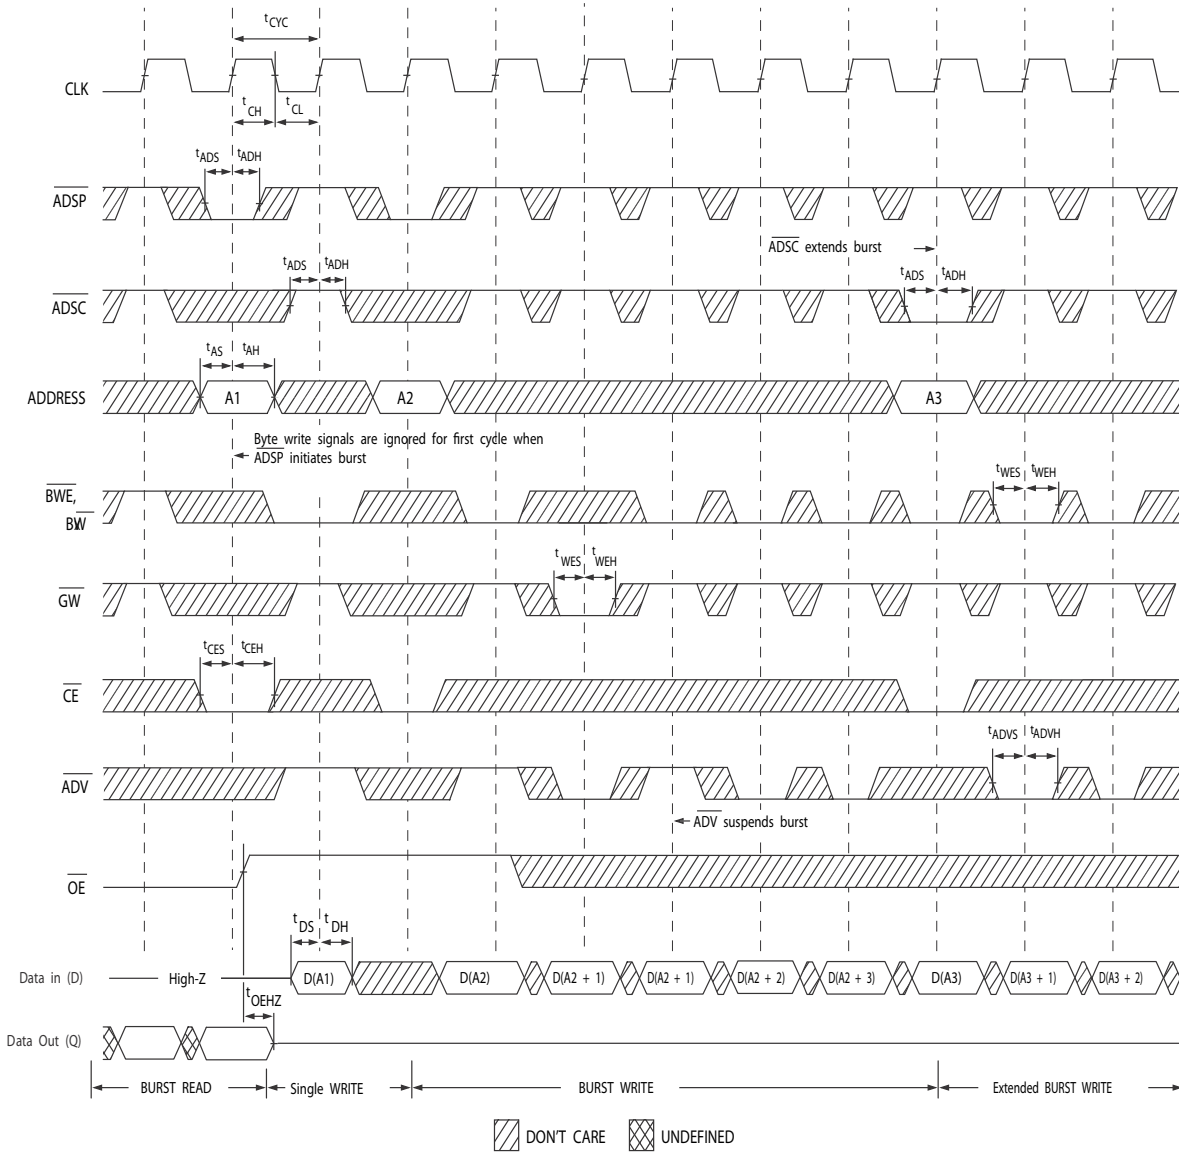 tCYC
CLK
tCH tCL
tADS tADH
ADSP
ADSC extends burst
tADS tADH
tADS tADH
ADSC
tAS tAH
ADDRESS A1 A2 A3
Byte write signals are ignored for first cycle when
ADSP initiates burst
tWES tWEH
BWE,
BW
tWES tWEH
GW
tCES tCEH
CE
tADVS tADVH
ADV
ADV suspends burst
OE
tDS tDH
Data in (D) High-Z D(A1) D(A2) D(A2 + 1) D(A2 + 1) D(A2 + 2) D(A2 + 3) D(A3) D(A3 + 1) D(A3 + 2)
tOEHZ
Data Out (Q)
BURST READ Single WRITE BURST WRITE Extended BURST WRITE
DON'T CARE UNDEFINED